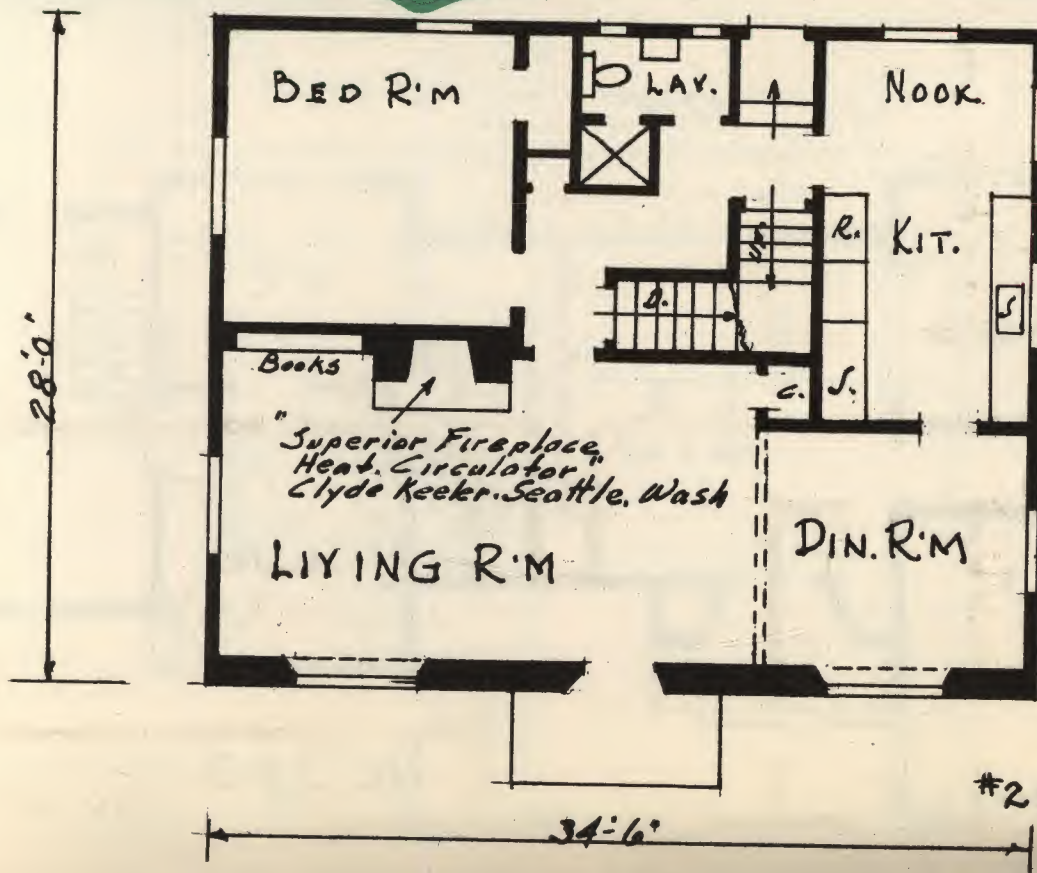 BED R'M
LAV.
NOOK.
R.
KIT.
UP.
D.
S
Books
C.
S.
"Superior Fireplace
Heat. Circulator"
Clyde Keeler. Seattle. Wash
LIVING R'M
DIN. R'M
28'-0"
#2
34'-6"